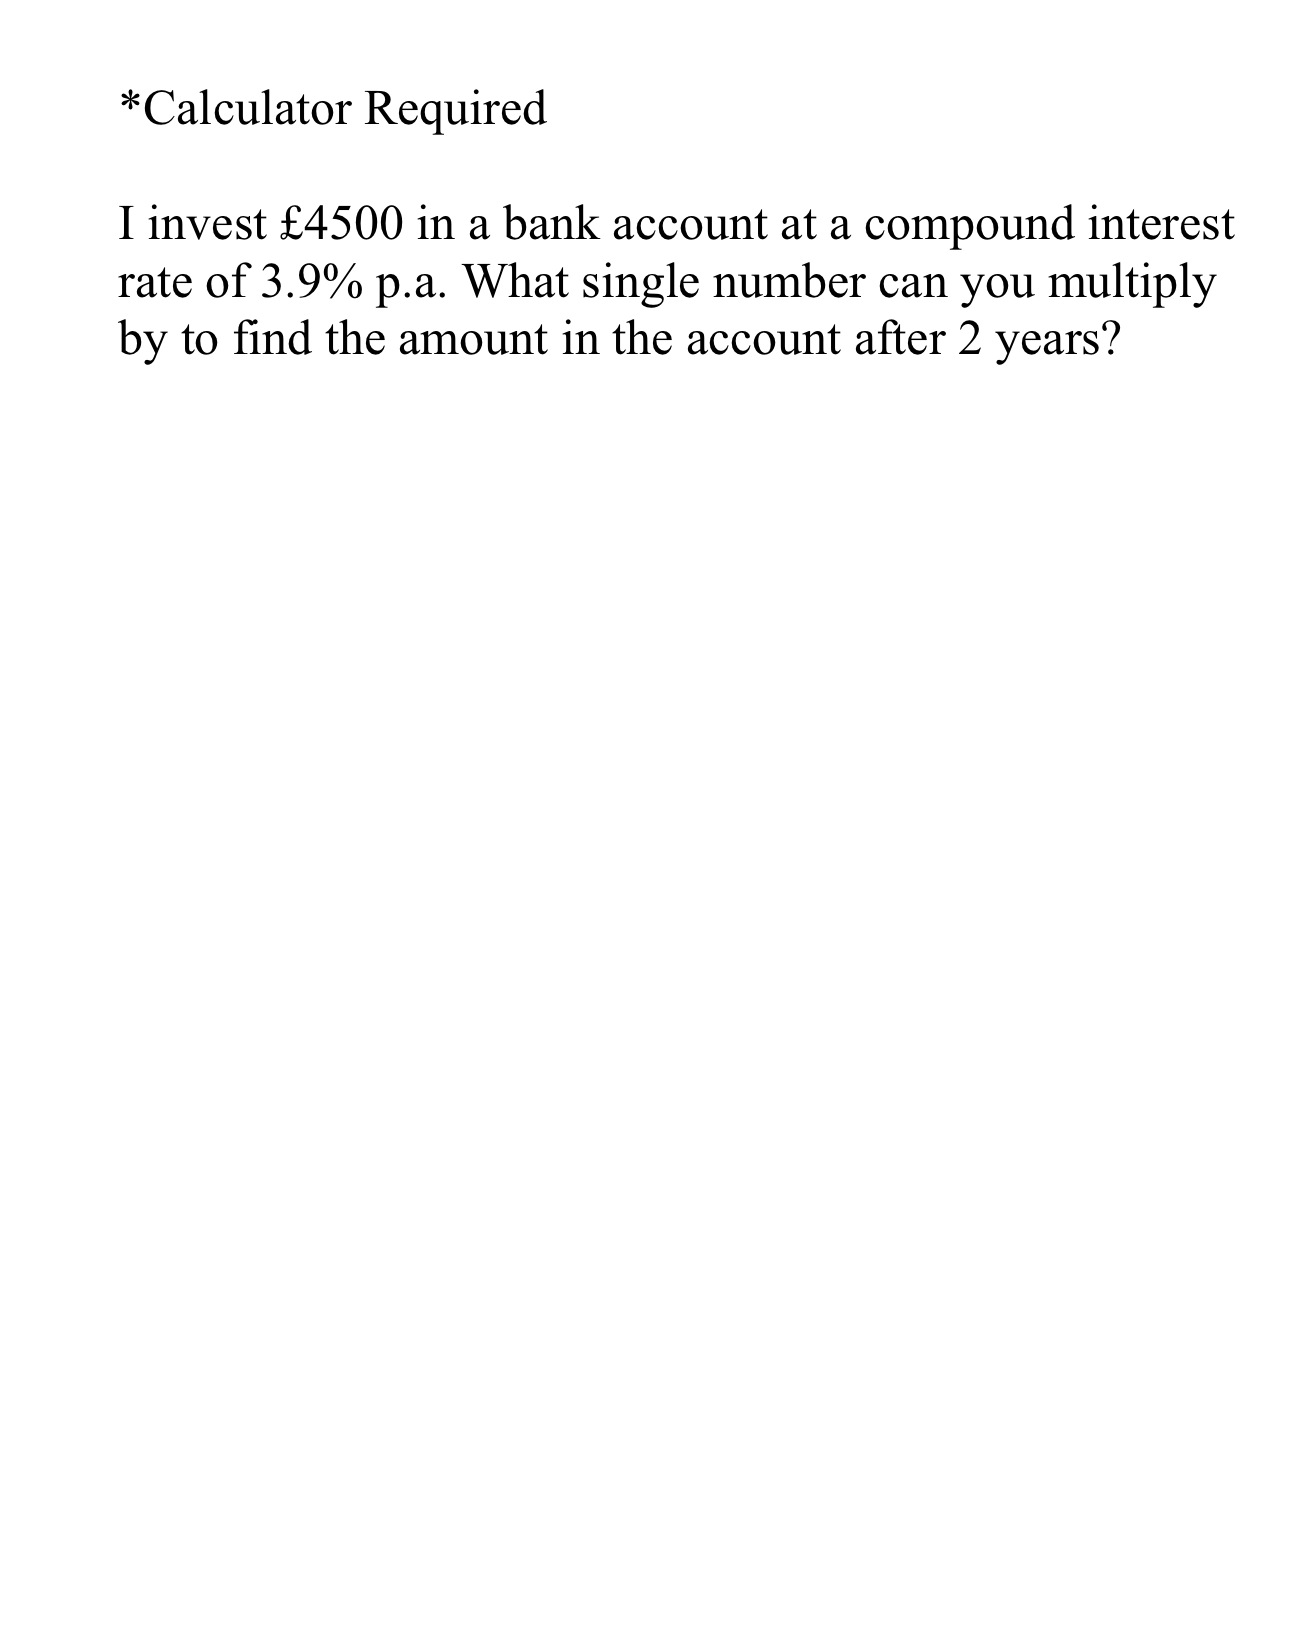 *Calculator Required
I invest £4500 in a bank account at a compound interest
rate of 3.9% p.a. What single number can you multiply
by to find the amount in the account after 2 years?